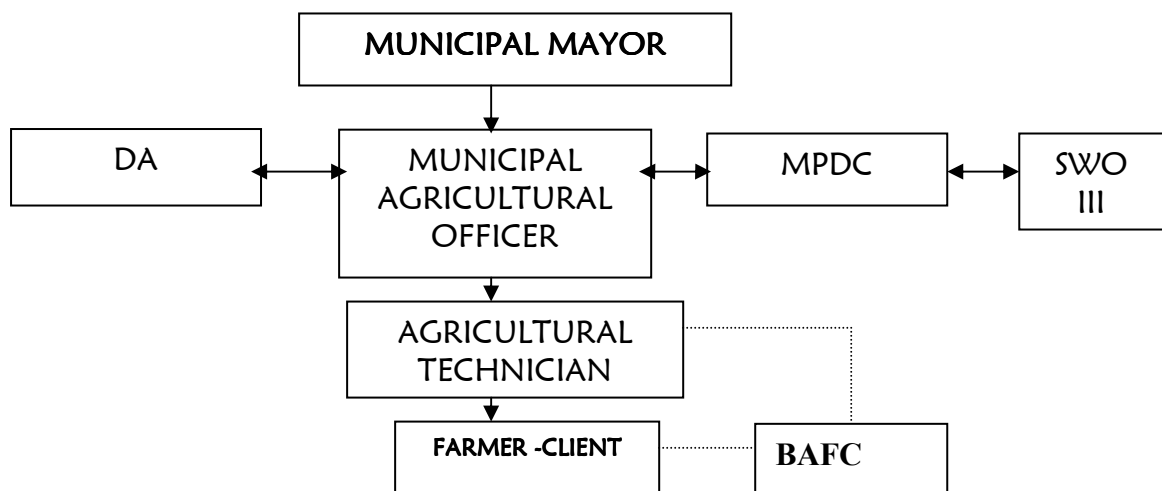 MUNICIPAL MAYOR
DA
MUNICIPAL
AGRICULTURAL
OFFICER
MPDC
SWO
III
AGRICULTURAL
TECHNICIAN
FARMER -CLIENT
BAFC